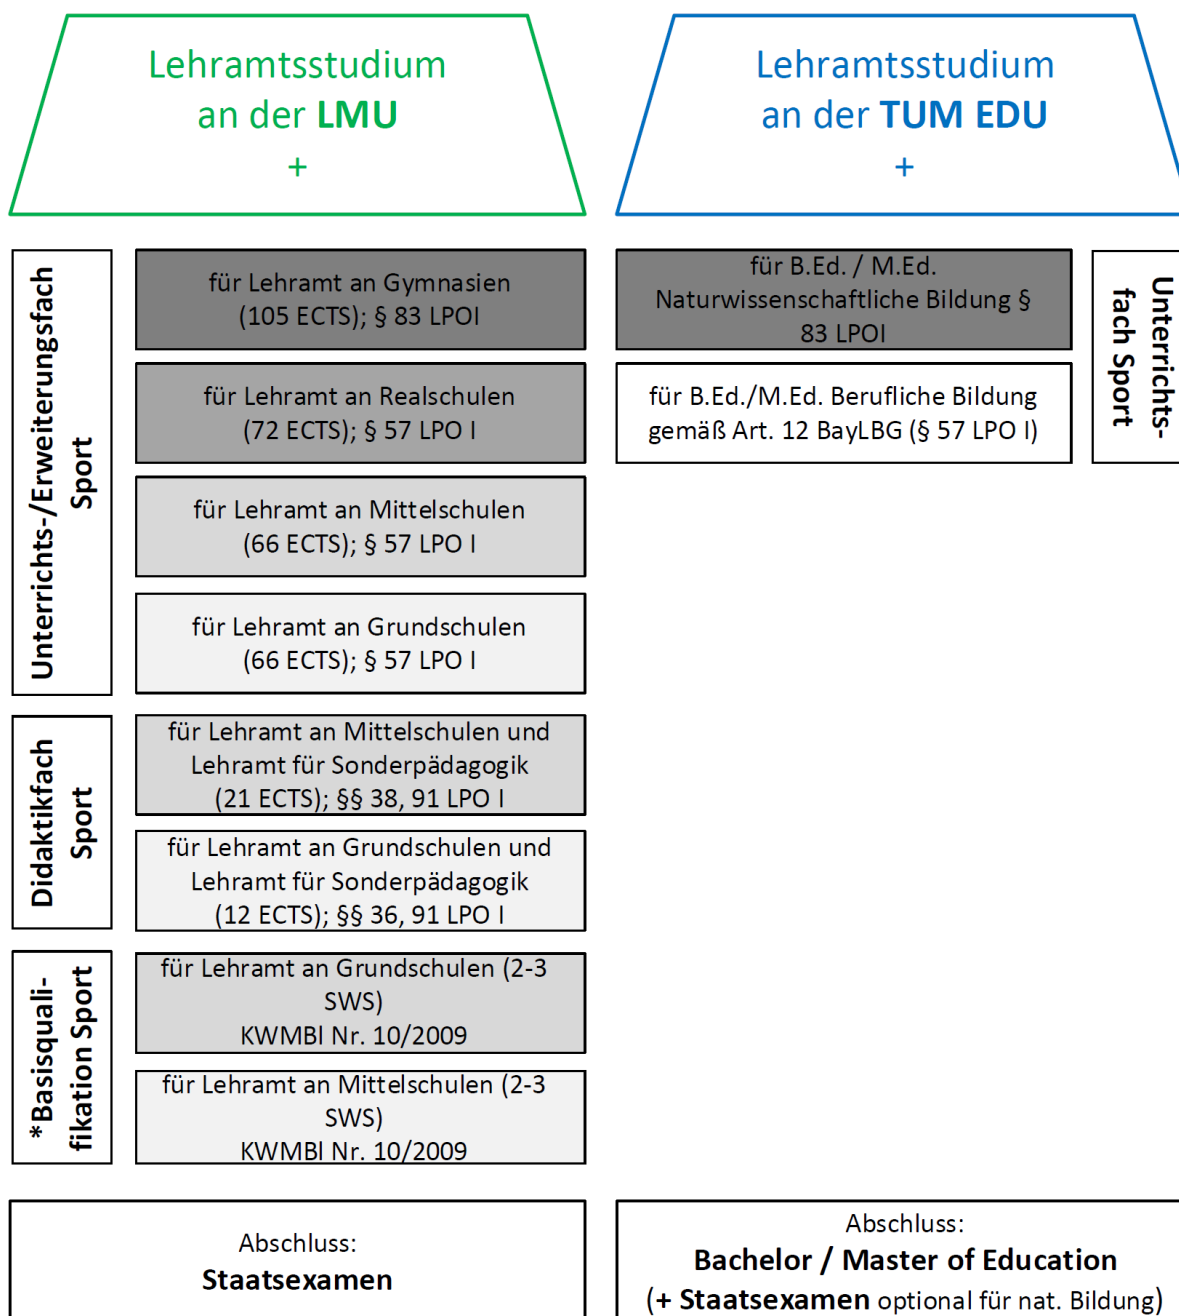 Lehramtsstudium
an der LMU
+
Lehramtsstudium
an der TUM EDU
+
Unterrichts-/Erweiterungsfach
Sport
für Lehramt an Gymnasien
(105 ECTS); § 83 LPOI
für Lehramt an Realschulen
(72 ECTS); § 57 LPO I
für Lehramt an Mittelschulen
(66 ECTS); § 57 LPO I
für Lehramt an Grundschulen
(66 ECTS); § 57 LPO I
für B.Ed. / M.Ed.
Naturwissenschaftliche Bildung §
83 LPOI
für B.Ed./M.Ed. Berufliche Bildung
gemäß Art. 12 BayLBG (§ 57 LPO I)
Unterrichts-
fach Sport
Didaktikfach
Sport
für Lehramt an Mittelschulen und
Lehramt für Sonderpädagogik
(21 ECTS); §§ 38, 91 LPO I
für Lehramt an Grundschulen und
Lehramt für Sonderpädagogik
(12 ECTS); §§ 36, 91 LPO I
*Basisquali-
fikation Sport
für Lehramt an Grundschulen (2-3
SWS)
KWMBl Nr. 10/2009
für Lehramt an Mittelschulen (2-3
SWS)
KWMBl Nr. 10/2009
Abschluss:
Staatsexamen
Abschluss:
Bachelor / Master of Education
(+ Staatsexamen optional für nat. Bildung)